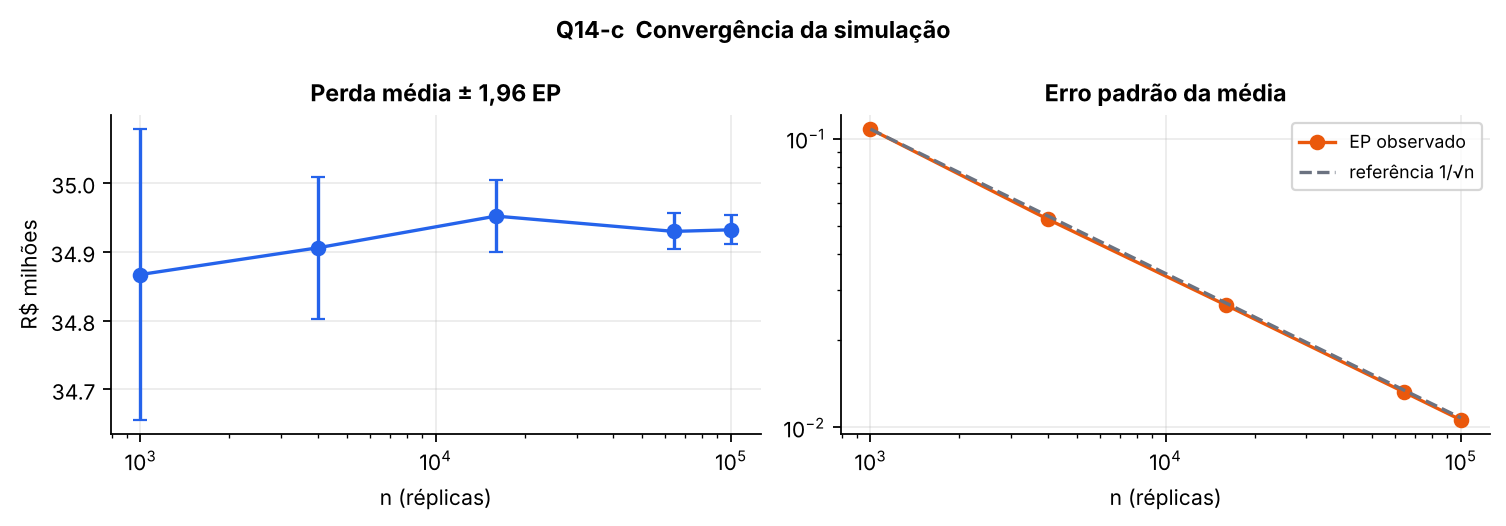 Q14-c Convergência da simulação
Perda média ± 1,96 EP
R$ milhões
35.0
34.9
34.8
34.7
10³
10⁴
10⁵
n (réplicas)
Erro padrão da média
10⁻¹
10⁻²
EP observado
referência 1/√n
10³
10⁴
10⁵
n (réplicas)